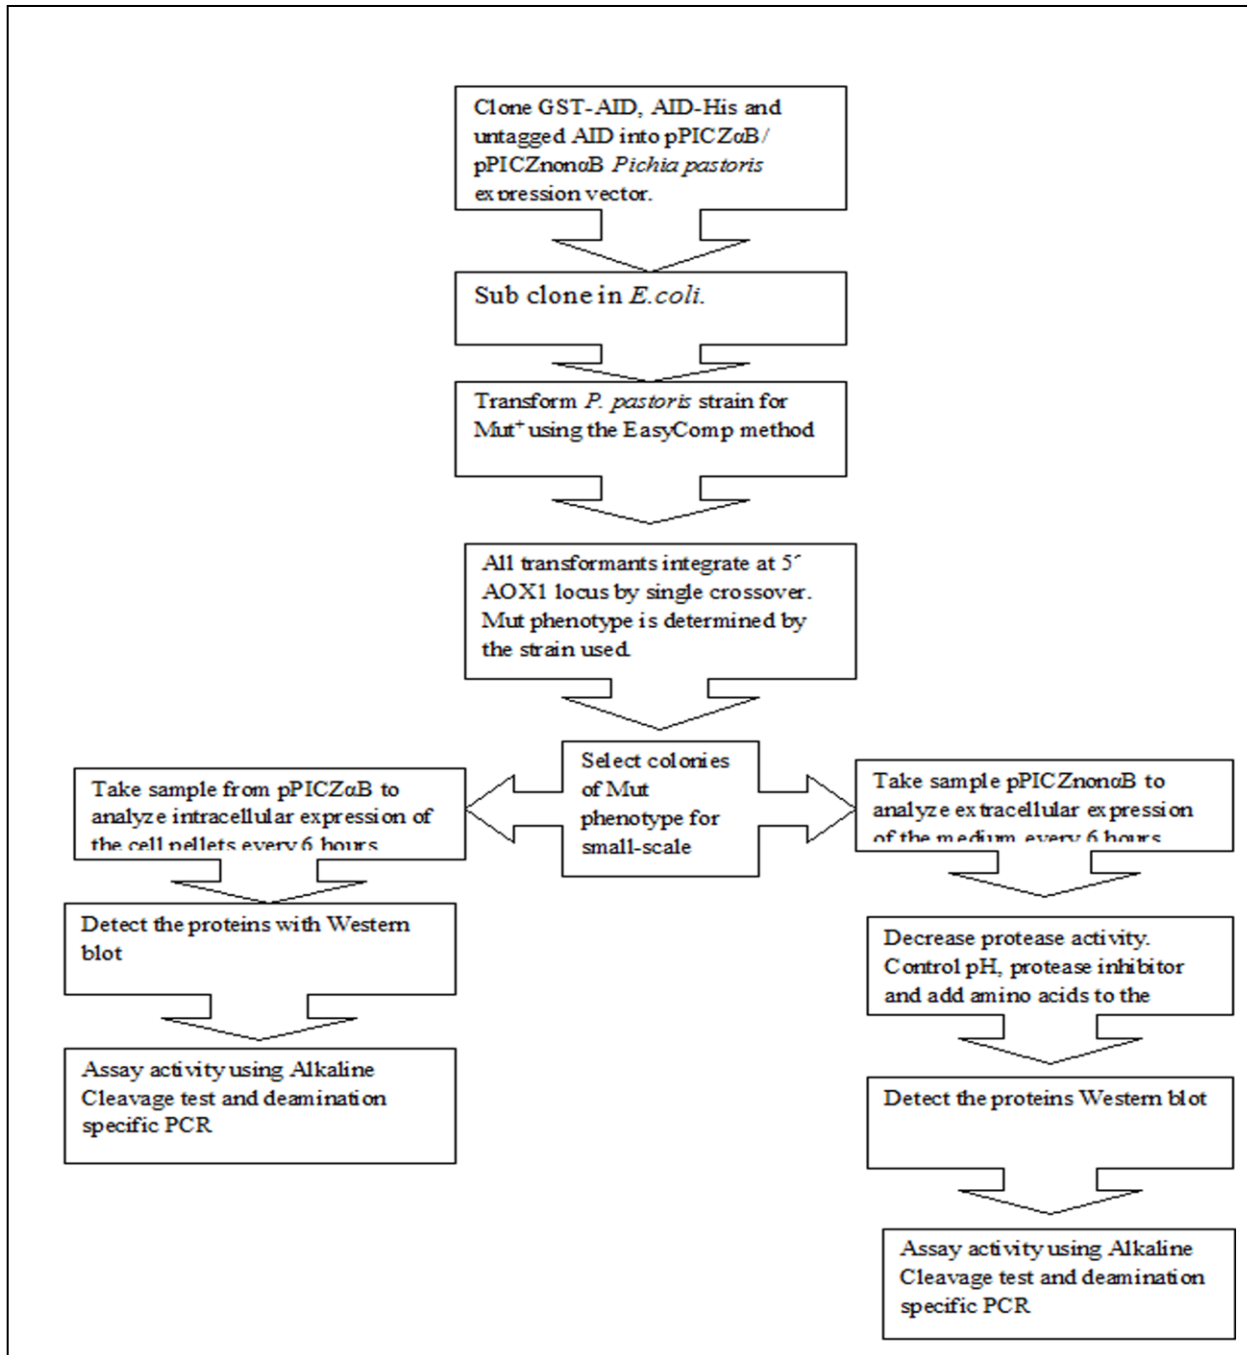 Clone GST-AID, AID-His and
untagged AID into pPICZαB/
pPICZnonαB Pichia pastoris
expression vector.
Sub clone in E.coli.
Transform P. pastoris strain for
Mut⁺ using the EasyComp method
All transformants integrate at 5´
AOX1 locus by single crossover.
Mut phenotype is determined by
the strain used.
Select colonies
of Mut
phenotype for
small-scale
Take sample from pPICZαB to
analyze intracellular expression of
the cell pellets every 6 hours
Detect the proteins with Western
blot
Assay activity using Alkaline
Cleavage test and deamination
specific PCR
Take sample pPICZnonαB to
analyze extracellular expression
of the medium every 6 hours
Decrease protease activity.
Control pH, protease inhibitor
and add amino acids to the
Detect the proteins Western blot
Assay activity using Alkaline
Cleavage test and deamination
specific PCR